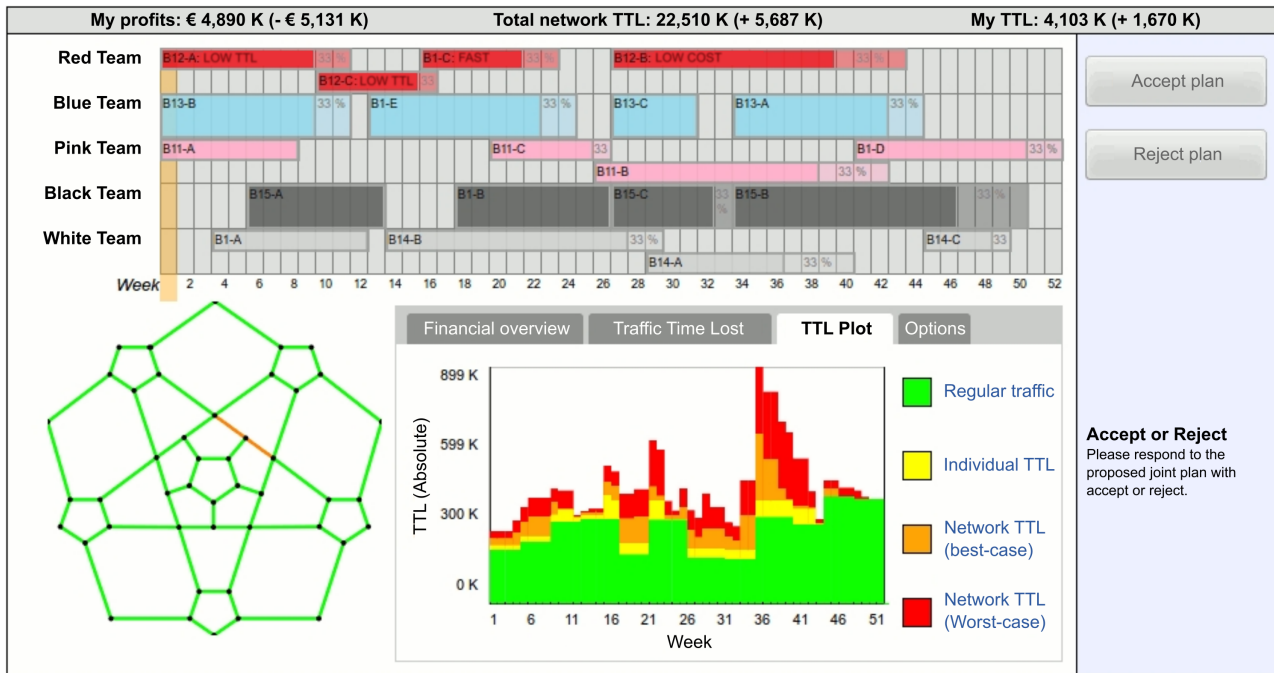 My profits: € 4,890 K (- € 5,131 K) Total network TTL: 22,510 K (+ 5,687 K) My TTL: 4,103 K (+ 1,670 K)
Red Team B12-A: LOW TTL 33 % B1-C: FAST 33 % B12-B: LOW COST 33 %
B12-C: LOW TTL 33
Blue Team B13-B 33 % B1-E 33 % B13-C B13-A 33 %
Pink Team B11-A B11-C 33 B1-D 33 %
B11-B 33 %
Black Team B15-A B1-B B15-C 33 % B15-B 33 %
White Team B1-A B14-B 33 % B14-C 33
B14-A 33 %
Week 2 4 6 8 10 12 14 16 18 20 22 24 26 28 30 32 34 36 38 40 42 44 46 48 50 52
Accept plan
Reject plan
Financial overview Traffic Time Lost TTL Plot Options
899 K
599 K
300 K
0 K
TTL (Absolute)
1 6 11 16 21 26 31 36 41 46 51
Week
Regular traffic
Individual TTL
Network TTL
(best-case)
Network TTL
(Worst-case)
Accept or Reject
Please respond to the
proposed joint plan with
accept or reject.